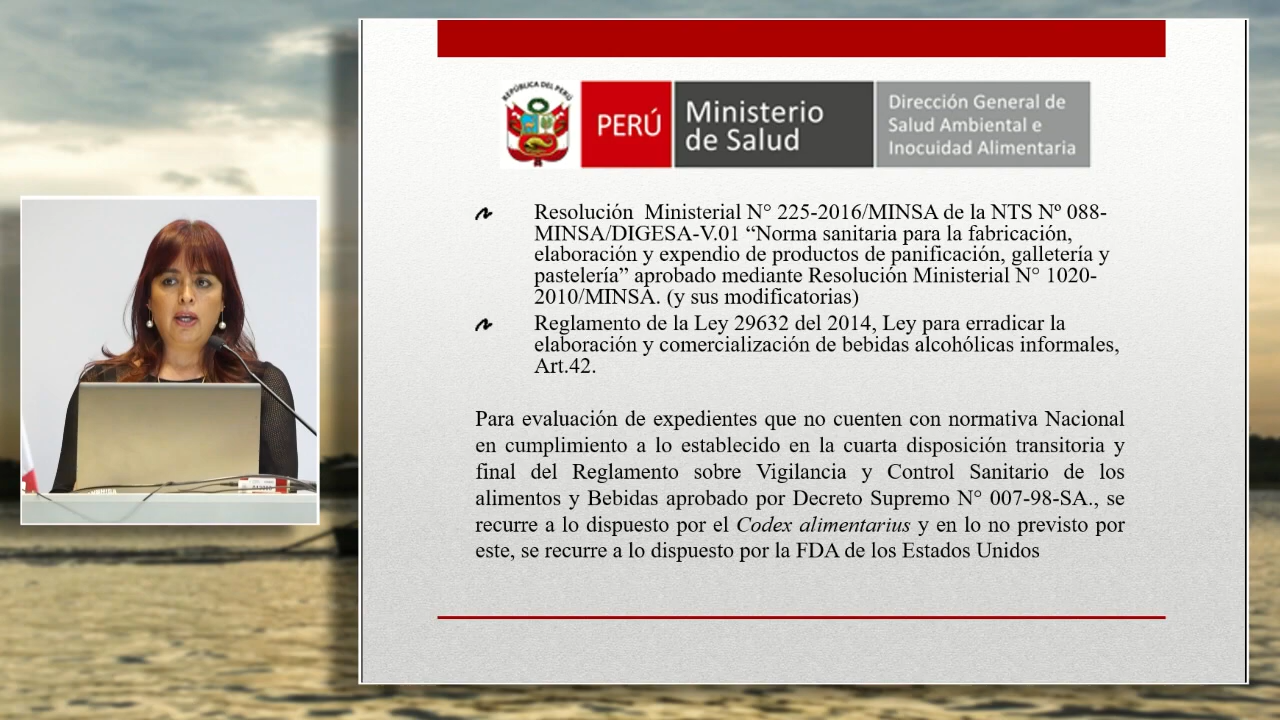 REPÚBLICA DEL PERÚ
PERÚ
Ministerio
de Salud
Dirección General de
Salud Ambiental e
Inocuidad Alimentaria
Resolución Ministerial N° 225-2016/MINSA de la NTS Nº 088-
MINSA/DIGESA-V.01 “Norma sanitaria para la fabricación,
elaboración y expendio de productos de panificación, galletería y
pastelería” aprobado mediante Resolución Ministerial N° 1020-
2010/MINSA. (y sus modificatorias)
Reglamento de la Ley 29632 del 2014, Ley para erradicar la
elaboración y comercialización de bebidas alcohólicas informales,
Art.42.
Para evaluación de expedientes que no cuenten con normativa Nacional
en cumplimiento a lo establecido en la cuarta disposición transitoria y
final del Reglamento sobre Vigilancia y Control Sanitario de los
alimentos y Bebidas aprobado por Decreto Supremo N° 007-98-SA., se
recurre a lo dispuesto por el Codex alimentarius y en lo no previsto por
este, se recurre a lo dispuesto por la FDA de los Estados Unidos